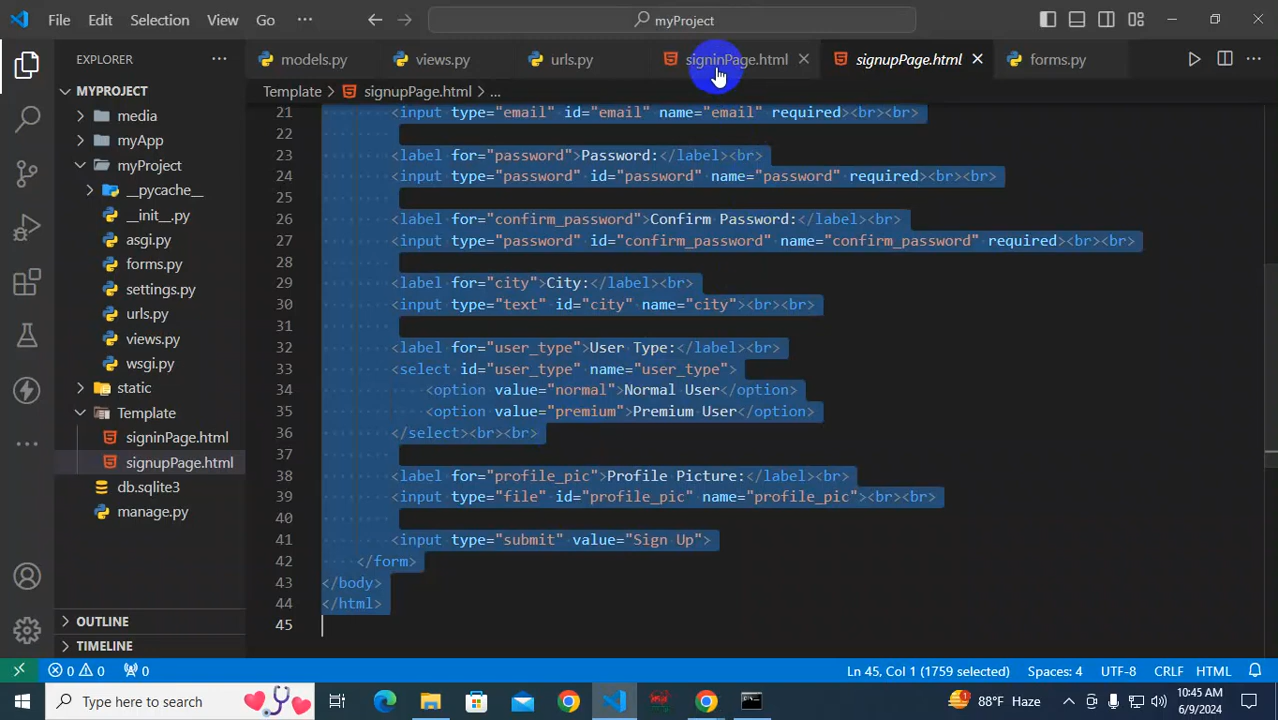 File Edit Selection View Go ··· myProject
EXPLORER ···
models.py views.py urls.py signinPage.html signupPage.html forms.py ···
MYPROJECT
media
myApp
myProject
__pycache__
__init__.py
asgi.py
forms.py
settings.py
urls.py
views.py
wsgi.py
static
Template
signinPage.html
signupPage.html
db.sqlite3
manage.py
OUTLINE
TIMELINE
Template > signupPage.html > ...
21 <input type="email" id="email" name="email" required><br><br>
22
23 <label for="password">Password:</label><br>
24 <input type="password" id="password" name="password" required><br><br>
25
26 <label for="confirm_password">Confirm Password:</label><br>
27 <input type="password" id="confirm_password" name="confirm_password" required><br><br>
28
29 <label for="city">City:</label><br>
30 <input type="text" id="city" name="city"><br><br>
31
32 <label for="user_type">User Type:</label><br>
33 <select id="user_type" name="user_type">
34 <option value="normal">Normal User</option>
35 <option value="premium">Premium User</option>
36 </select><br><br>
37
38 <label for="profile_pic">Profile Picture:</label><br>
39 <input type="file" id="profile_pic" name="profile_pic"><br><br>
40
41 <input type="submit" value="Sign Up">
42 </form>
43 </body>
44 </html>
45
0 0 0 Ln 45, Col 1 (1759 selected) Spaces: 4 UTF-8 CRLF HTML
Type here to search 88°F Haze 10:45 AM
6/9/2024